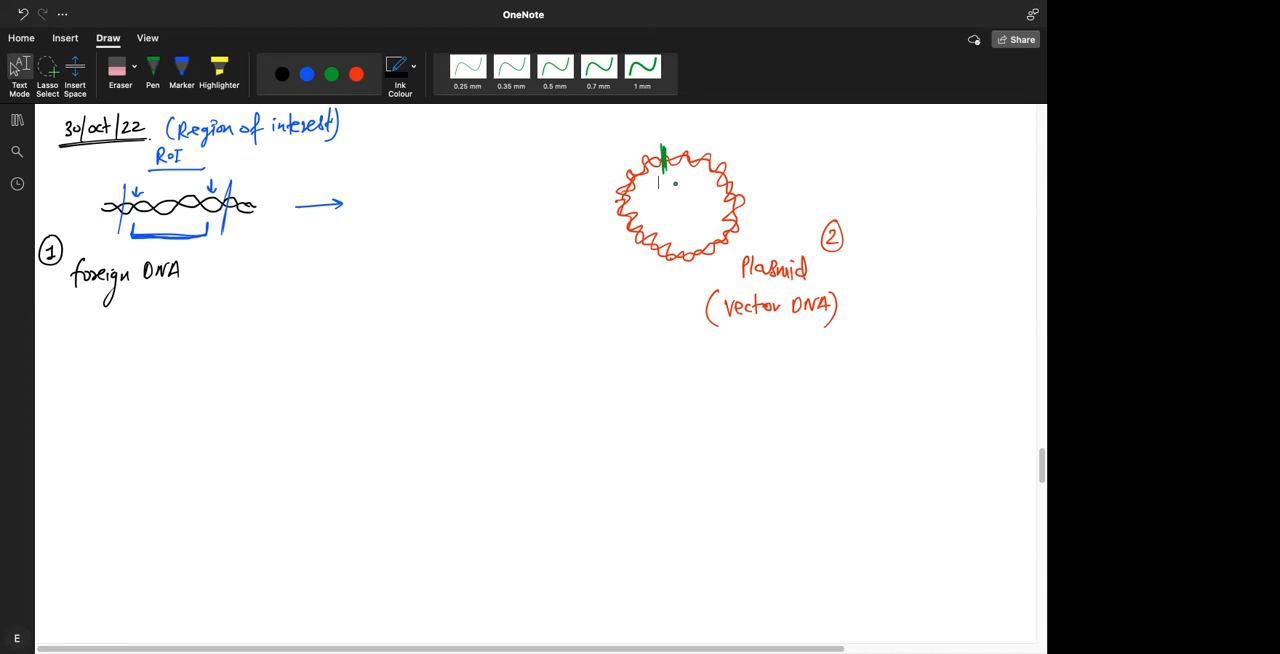 OneNote
Home Insert Draw View
Share
Text Mode
Lasso Select
Insert Space
Eraser
Pen
Marker
Highlighter
Ink Colour
0.25 mm
0.35 mm
0.5 mm
0.7 mm
1 mm
30/oct/22. (Region of interest)
ROI
1
foreign DNA
2
Plasmid
(vector DNA)
E